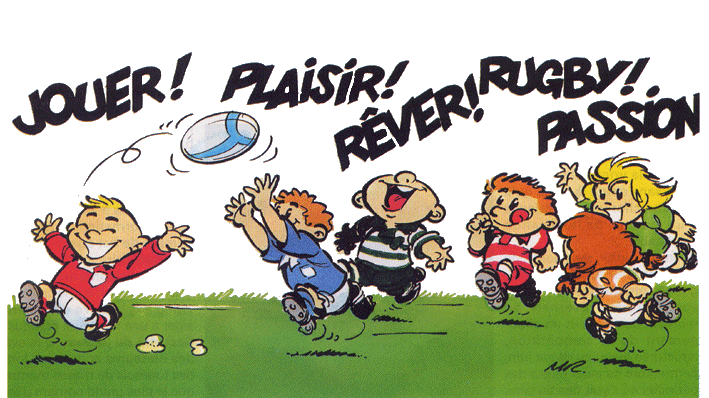 JOUER!
PLAISIR!
RÊVER!
RUGBY!
PASSION
MR.